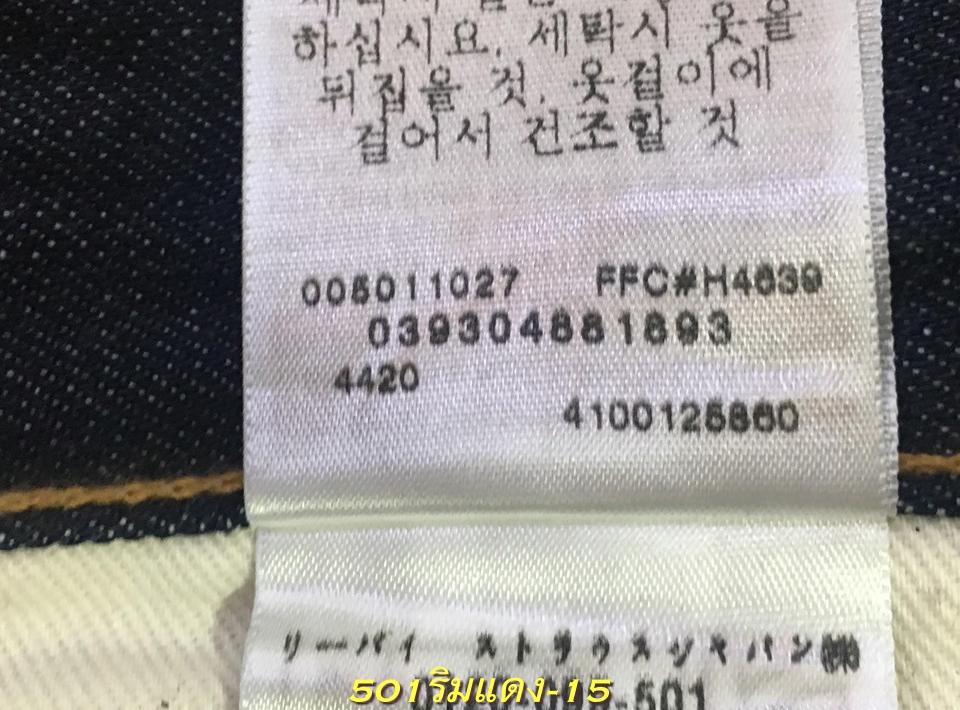 하십시요. 세탁시 옷을
뒤집을 것. 옷걸이에
걸어서 건조할 것
005011027 FFC#H4639
039304881893
4420
4100125860
リーバイ ストラウスジャパン㈱
501ริมแดง-15